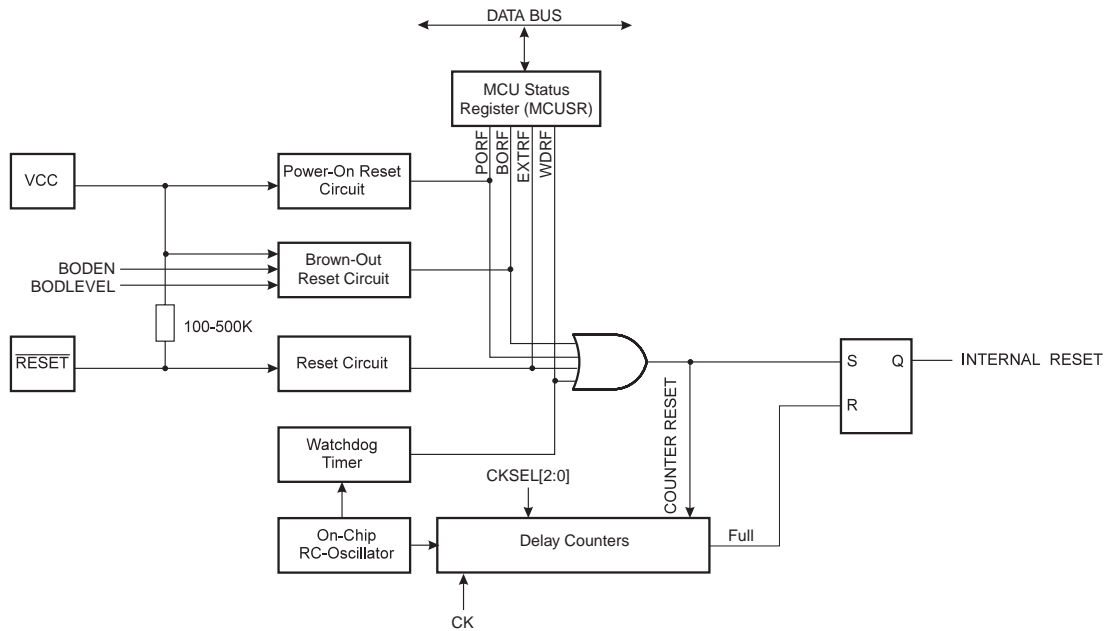 DATA BUS
MCU Status
Register (MCUSR)
PORF
BORF
EXTRF
WDRF
VCC
Power-On Reset
Circuit
BODEN
BODLEVEL
Brown-Out
Reset Circuit
100-500K
RESET
Reset Circuit
S
Q
R
INTERNAL RESET
COUNTER RESET
Watchdog
Timer
CKSEL[2:0]
On-Chip
RC-Oscillator
Delay Counters
Full
CK